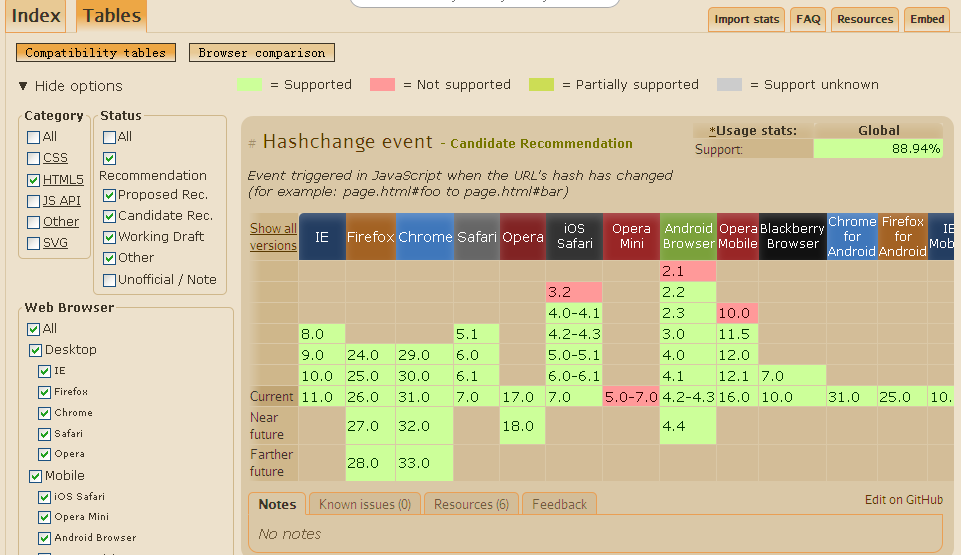 Index Tables
Import stats FAQ Resources Embed
Compatibility tables Browser comparison
▼ Hide options
= Supported = Not supported = Partially supported = Support unknown
Category
All
CSS
HTML5
JS API
Other
SVG
Status
All
Recommendation
Proposed Rec.
Candidate Rec.
Working Draft
Other
Unofficial / Note
Web Browser
All
Desktop
IE
Firefox
Chrome
Safari
Opera
Mobile
iOS Safari
Opera Mini
Android Browser
# Hashchange event - Candidate Recommendation
*Usage stats: Global
Support: 88.94%
Event triggered in JavaScript when the URL's hash has changed
(for example: page.html#foo to page.html#bar)
Show all versions IE Firefox Chrome Safari Opera iOS Safari Opera Mini Android Browser Opera Mobile Blackberry Browser Chrome for Android Firefox for Android IE Mob
2.1
3.2 2.2
4.0-4.1 2.3 10.0
8.0 5.1 4.2-4.3 3.0 11.5
9.0 24.0 29.0 6.0 5.0-5.1 4.0 12.0
10.0 25.0 30.0 6.1 6.0-6.1 4.1 12.1 7.0
Current 11.0 26.0 31.0 7.0 17.0 7.0 5.0-7.0 4.2-4.3 16.0 10.0 31.0 25.0 10.
Near future 27.0 32.0 18.0 4.4
Farther future 28.0 33.0
Notes Known issues (0) Resources (6) Feedback
Edit on GitHub
No notes